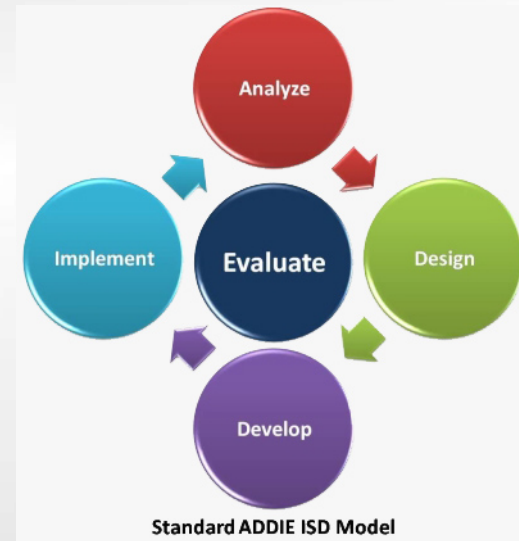 Analyze
Implement
Evaluate
Design
Develop
Standard ADDIE ISD Model